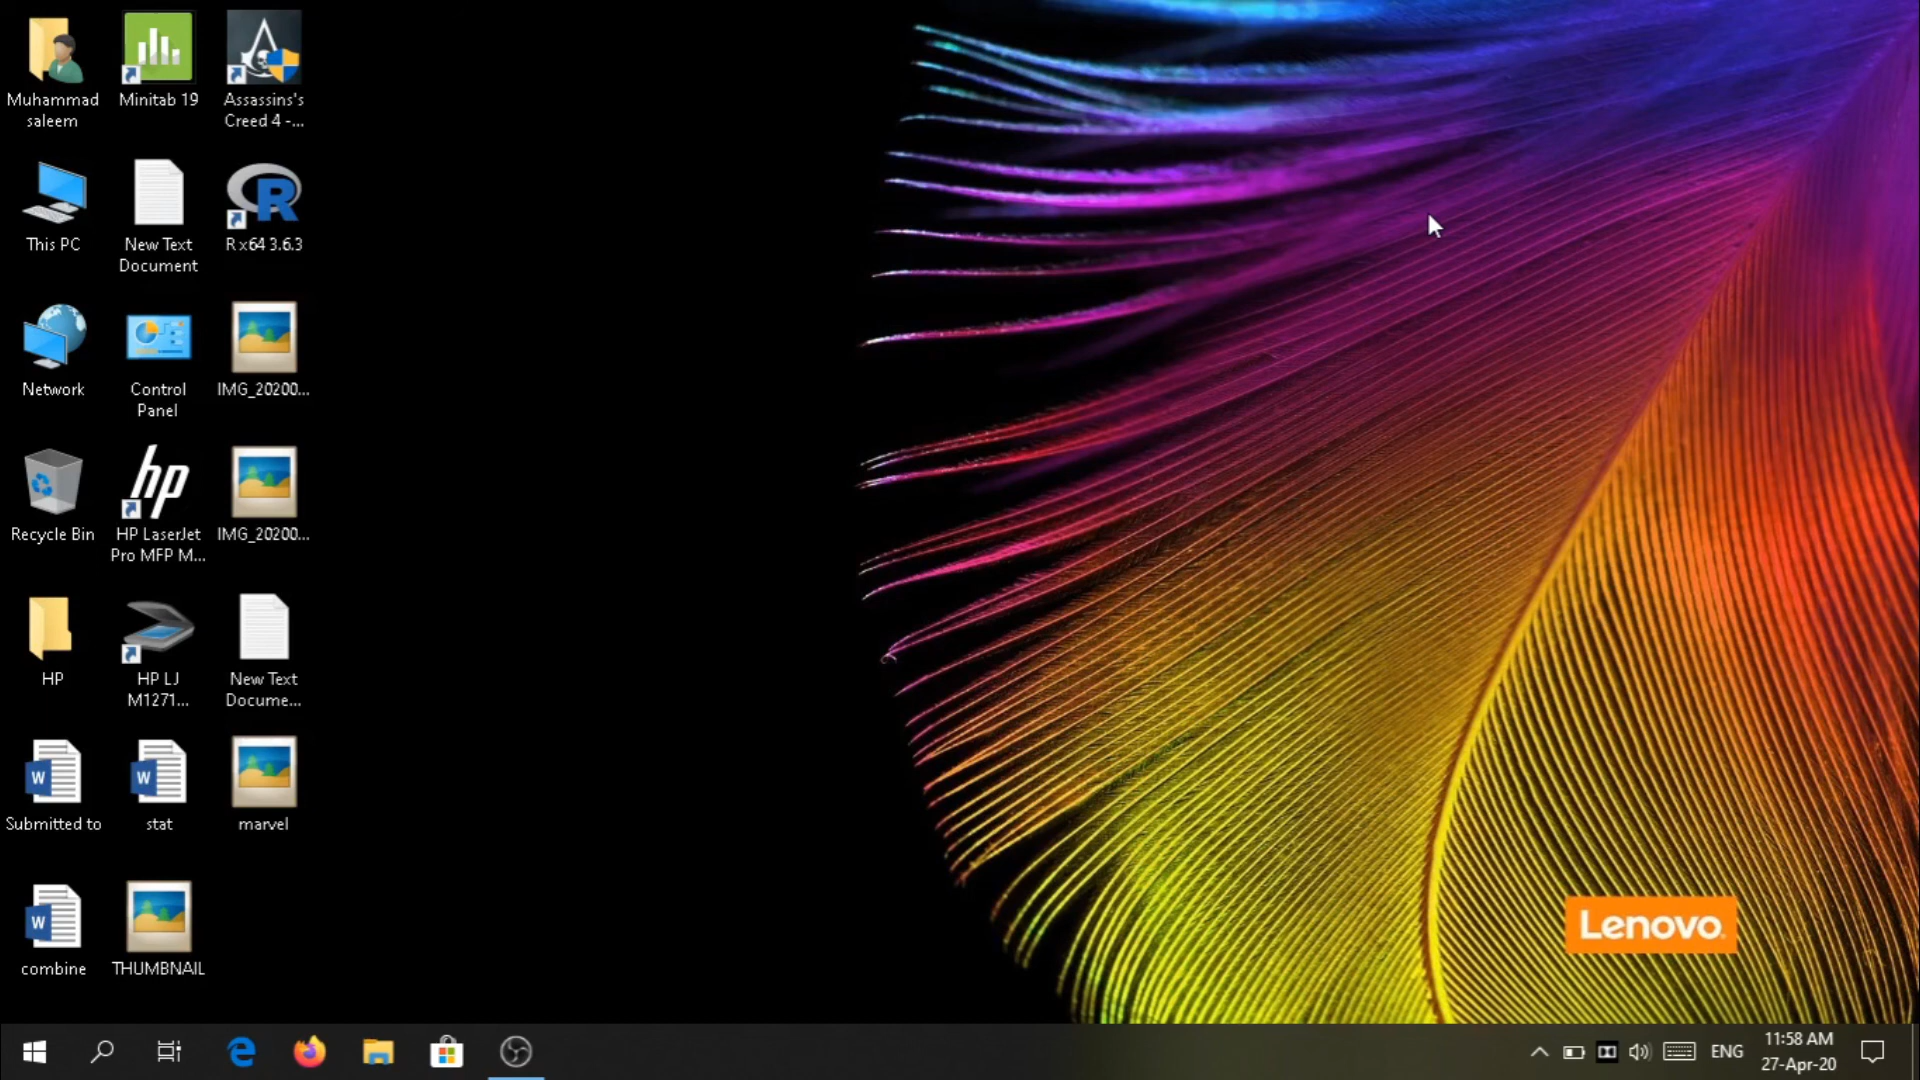 Muhammad
saleem
Minitab 19
Assassins's
Creed 4 -...
This PC
New Text
Document
R x64 3.6.3
Network
Control
Panel
IMG_20200...
Recycle Bin
hp
HP LaserJet
Pro MFP M...
IMG_20200...
HP
HP LJ
M1271...
New Text
Docume...
Submitted to
stat
marvel
combine
THUMBNAIL
Lenovo
ENG
11:58 AM
27-Apr-20